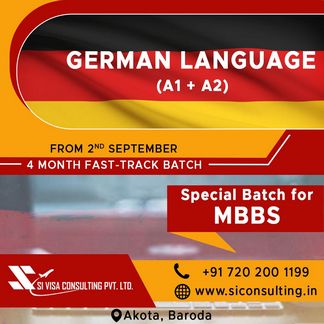 GERMAN LANGUAGE
(A1 + A2)
FROM 2ND SEPTEMBER
4 MONTH FAST-TRACK BATCH
Special Batch for
MBBS
SI VISA CONSULTING PVT. LTD.
+91 720 200 1199
www.siconsulting.in
Akota, Baroda